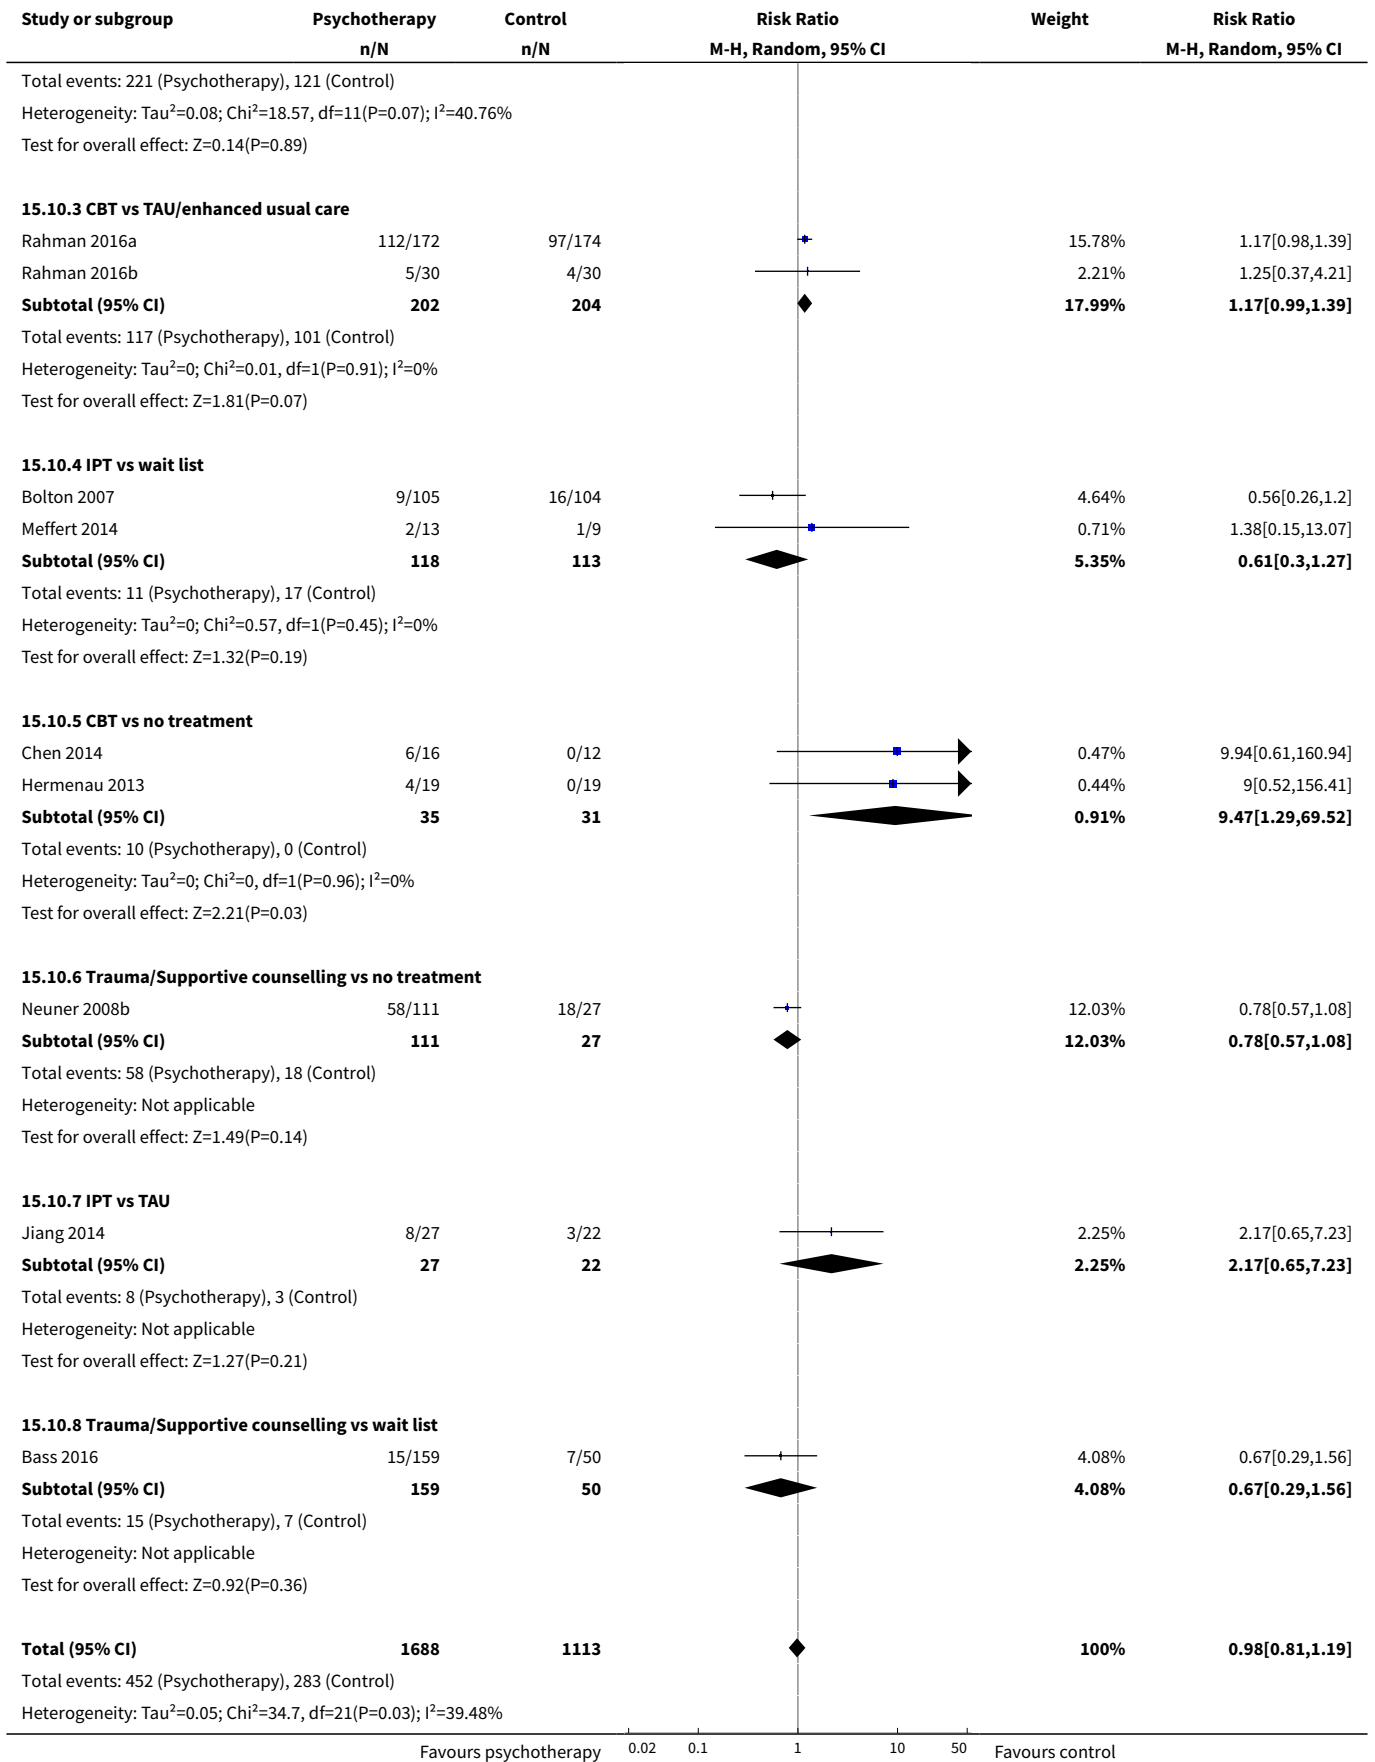 Study or subgroup Psychotherapy Control Risk Ratio Weight Risk Ratio
n/N n/N M-H, Random, 95% CI M-H, Random, 95% CI
Total events: 221 (Psychotherapy), 121 (Control)
Heterogeneity: Tau²=0.08; Chi²=18.57, df=11(P=0.07); I²=40.76%
Test for overall effect: Z=0.14(P=0.89)
15.10.3 CBT vs TAU/enhanced usual care
Rahman 2016a 112/172 97/174 15.78% 1.17[0.98,1.39]
Rahman 2016b 5/30 4/30 2.21% 1.25[0.37,4.21]
Subtotal (95% CI) 202 204 17.99% 1.17[0.99,1.39]
Total events: 117 (Psychotherapy), 101 (Control)
Heterogeneity: Tau²=0; Chi²=0.01, df=1(P=0.91); I²=0%
Test for overall effect: Z=1.81(P=0.07)
15.10.4 IPT vs wait list
Bolton 2007 9/105 16/104 4.64% 0.56[0.26,1.2]
Meffert 2014 2/13 1/9 0.71% 1.38[0.15,13.07]
Subtotal (95% CI) 118 113 5.35% 0.61[0.3,1.27]
Total events: 11 (Psychotherapy), 17 (Control)
Heterogeneity: Tau²=0; Chi²=0.57, df=1(P=0.45); I²=0%
Test for overall effect: Z=1.32(P=0.19)
15.10.5 CBT vs no treatment
Chen 2014 6/16 0/12 0.47% 9.94[0.61,160.94]
Hermenau 2013 4/19 0/19 0.44% 9[0.52,156.41]
Subtotal (95% CI) 35 31 0.91% 9.47[1.29,69.52]
Total events: 10 (Psychotherapy), 0 (Control)
Heterogeneity: Tau²=0; Chi²=0, df=1(P=0.96); I²=0%
Test for overall effect: Z=2.21(P=0.03)
15.10.6 Trauma/Supportive counselling vs no treatment
Neuner 2008b 58/111 18/27 12.03% 0.78[0.57,1.08]
Subtotal (95% CI) 111 27 12.03% 0.78[0.57,1.08]
Total events: 58 (Psychotherapy), 18 (Control)
Heterogeneity: Not applicable
Test for overall effect: Z=1.49(P=0.14)
15.10.7 IPT vs TAU
Jiang 2014 8/27 3/22 2.25% 2.17[0.65,7.23]
Subtotal (95% CI) 27 22 2.25% 2.17[0.65,7.23]
Total events: 8 (Psychotherapy), 3 (Control)
Heterogeneity: Not applicable
Test for overall effect: Z=1.27(P=0.21)
15.10.8 Trauma/Supportive counselling vs wait list
Bass 2016 15/159 7/50 4.08% 0.67[0.29,1.56]
Subtotal (95% CI) 159 50 4.08% 0.67[0.29,1.56]
Total events: 15 (Psychotherapy), 7 (Control)
Heterogeneity: Not applicable
Test for overall effect: Z=0.92(P=0.36)
Total (95% CI) 1688 1113 100% 0.98[0.81,1.19]
Total events: 452 (Psychotherapy), 283 (Control)
Heterogeneity: Tau²=0.05; Chi²=34.7, df=21(P=0.03); I²=39.48%
Favours psychotherapy 0.02 0.1 1 10 50 Favours control